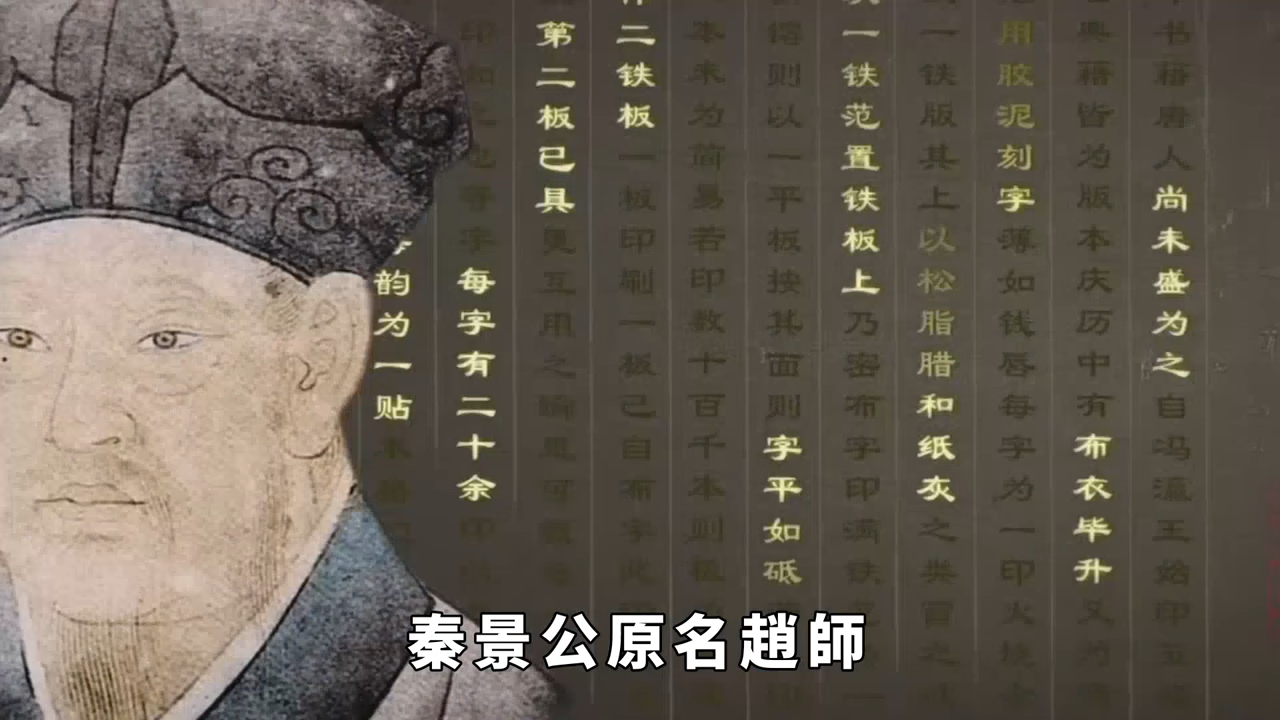 书籍唐人尚未盛为之自冯瀛王始印五
典籍皆为版本庆历中有布衣毕升又为
用胶泥刻字薄如钱唇每字为一印火烧令
一铁版其上以松脂腊和纸灰之类冒之
一铁范置铁板上乃密布字印满铁
则以一平板按其面则字平如砥
本未为简易若印数十百千本则极
二铁板一板印刷一板已自布字此
第二板已具更互用之
每字有二十余
韵为一贴
秦景公原名趙師